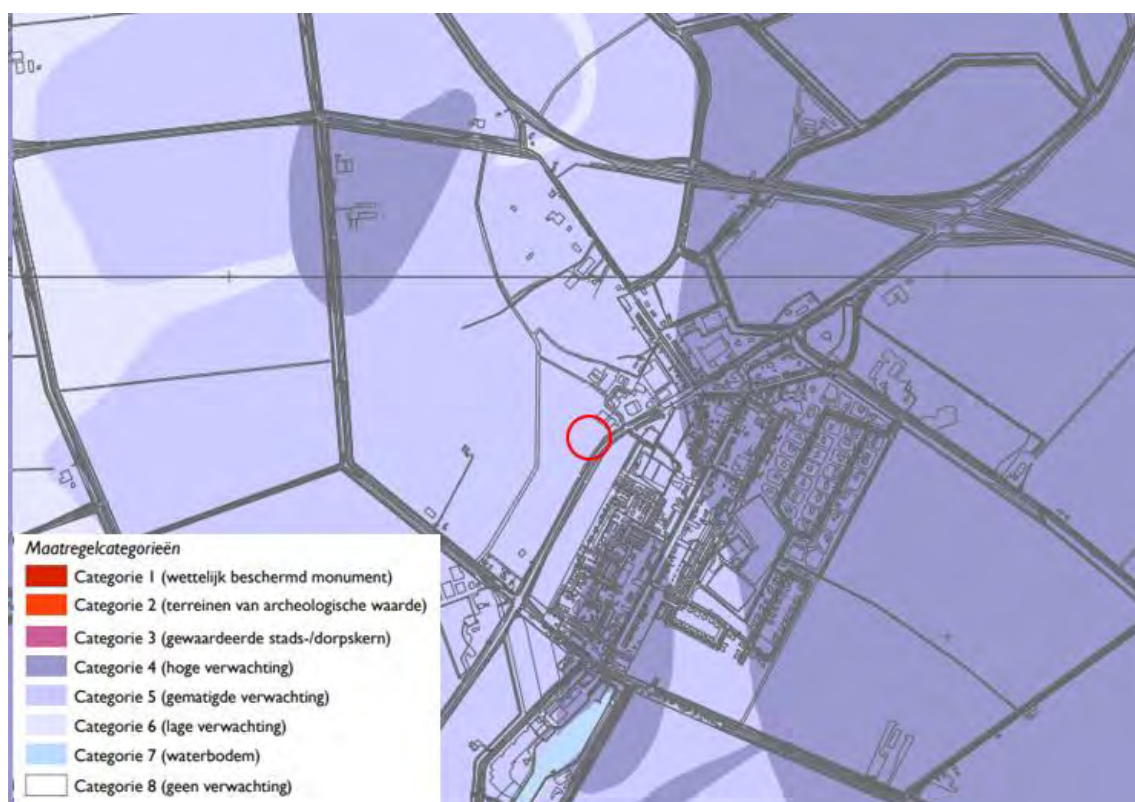 Maatregelcategorieën
Categorie 1 (wettelijk beschermd monument)
Categorie 2 (terreinen van archeologische waarde)
Categorie 3 (gewaardeerde stads-/dorpskern)
Categorie 4 (hoge verwachting)
Categorie 5 (gematigde verwachting)
Categorie 6 (lage verwachting)
Categorie 7 (waterbodem)
Categorie 8 (geen verwachting)